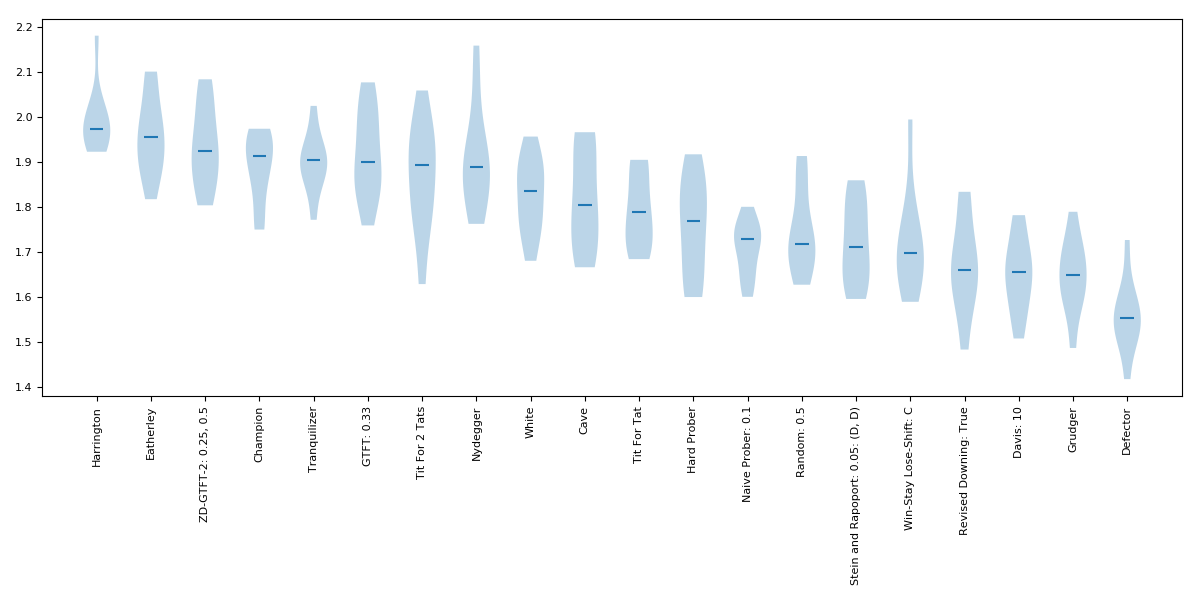 2.2
2.1
2.0
1.9
1.8
1.7
1.6
1.5
1.4
Harrington
Eatherley
ZD-GTFT-2: 0.25, 0.5
Champion
Tranquilizer
GTFT: 0.33
Tit For 2 Tats
Nydegger
White
Cave
Tit For Tat
Hard Prober
Naive Prober: 0.1
Random: 0.5
Stein and Rapoport: 0.05: (D, D)
Win-Stay Lose-Shift: C
Revised Downing: True
Davis: 10
Grudger
Defector